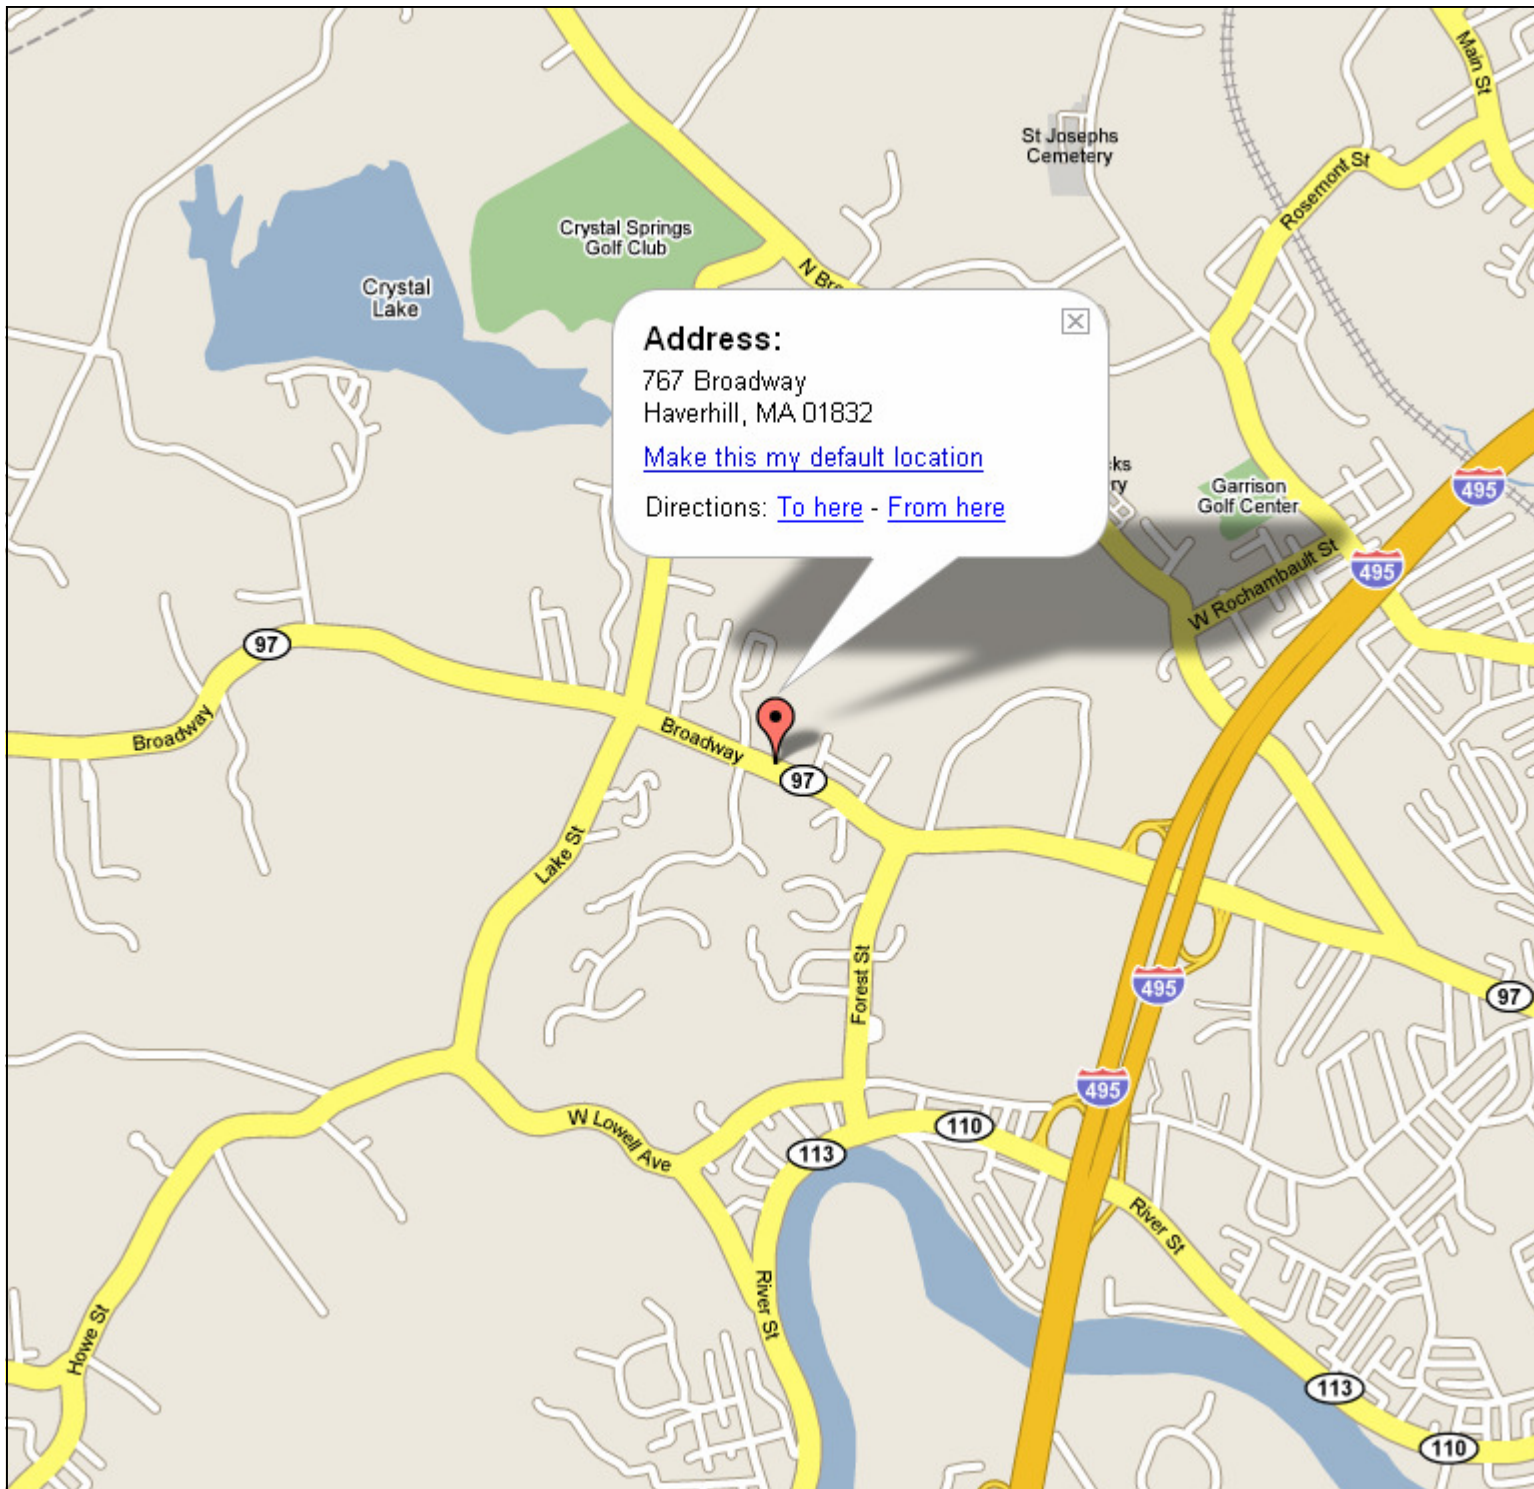 Main St
St Josephs
Cemetery
Rosemont St
Crystal Springs
Golf Club
Crystal
Lake
N
Address:
767 Broadway
Haverhill, MA 01832
Make this my default location
Directions: To here - From here
Garrison
Golf Center
495
495
W Rochambault St
97
Broadway
Broadway
97
Lake St
Forest St
495
97
495
W Lowell Ave
110
113
River St
River St
Howe St
113
110